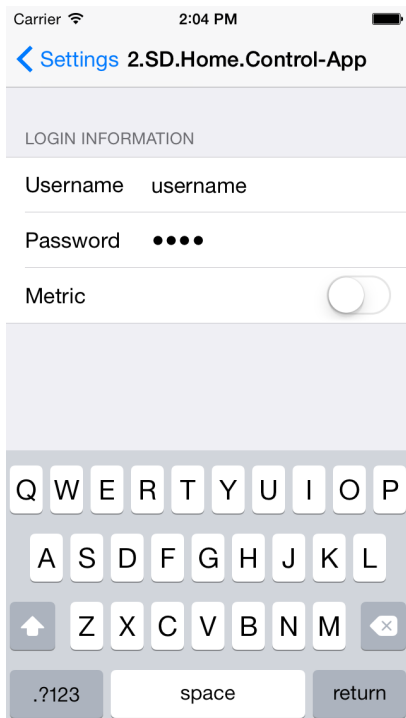 Carrier 2:04 PM
Settings 2.SD.Home.Control-App
LOGIN INFORMATION
Username username
Password ••••
Metric
Q W E R T Y U I O P
A S D F G H J K L
Z X C V B N M
.?123 space return